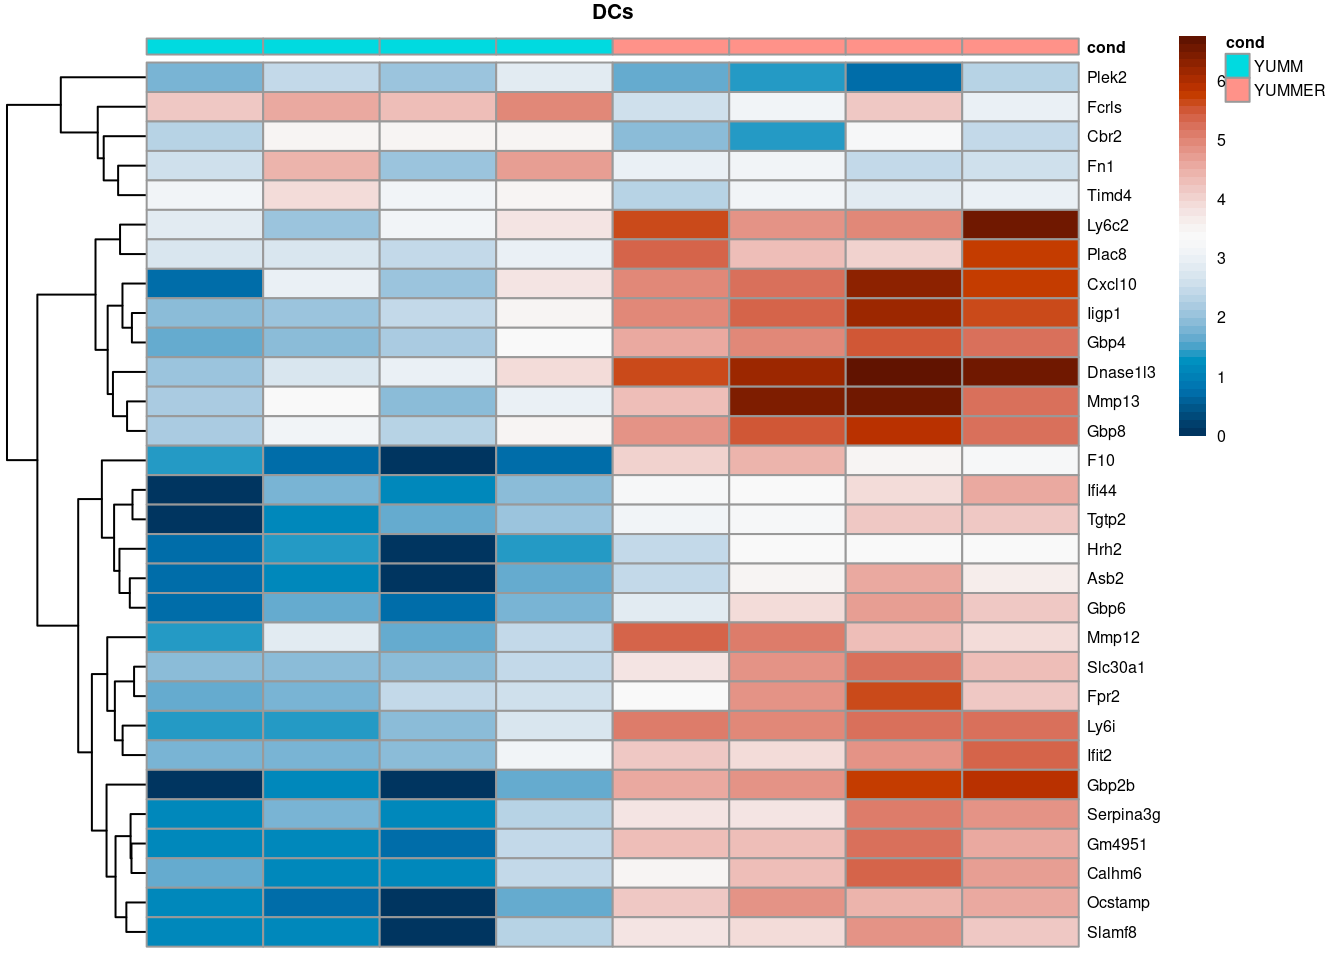 DCs
cond
Plek2
Fcrls
Cbr2
Fn1
Timd4
Ly6c2
Plac8
Cxcl10
Iigp1
Gbp4
Dnase1l3
Mmp13
Gbp8
F10
Ifi44
Tgtp2
Hrh2
Asb2
Gbp6
Mmp12
Slc30a1
Fpr2
Ly6i
Ifit2
Gbp2b
Serpina3g
Gm4951
Calhm6
Ocstamp
Slamf8
6
5
4
3
2
1
0
cond
YUMM
YUMMER